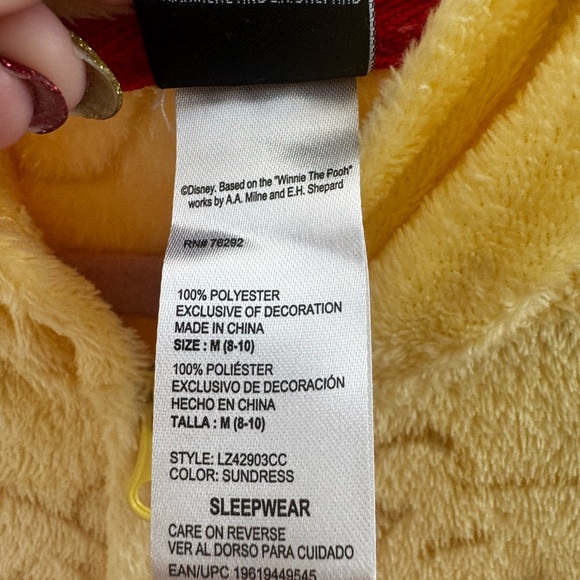 ©Disney. Based on the "Winnie The Pooh"
works by A.A. Milne and E.H. Shepard
RN# 76292
100% POLYESTER
EXCLUSIVE OF DECORATION
MADE IN CHINA
SIZE : M (8-10)
100% POLIÉSTER
EXCLUSIVO DE DECORACIÓN
HECHO EN CHINA
TALLA : M (8-10)
STYLE: LZ42903CC
COLOR: SUNDRESS
SLEEPWEAR
CARE ON REVERSE
VER AL DORSO PARA CUIDADO
EAN/UPC 19619449545